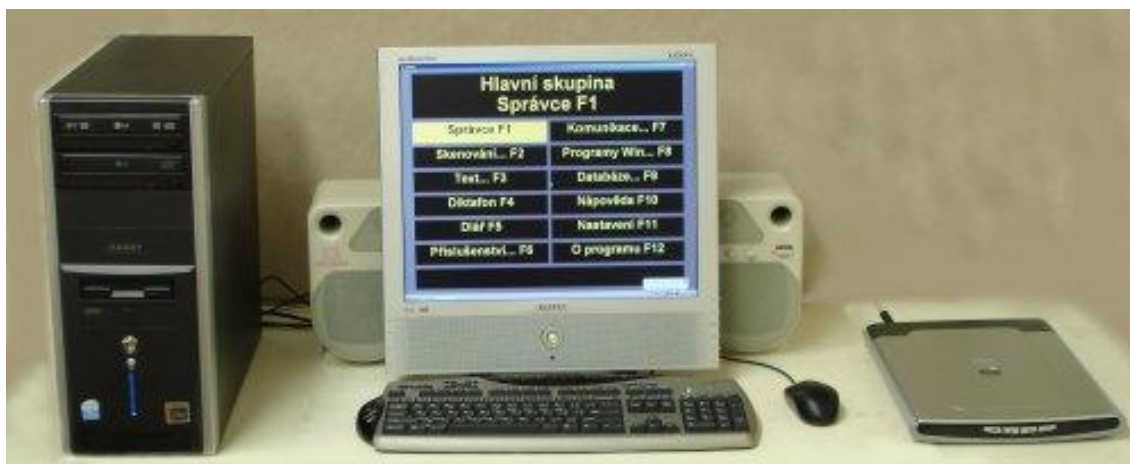 Hlavní skupina
Správce F1
Správce F1
Komunikace... F7
Skenování... F2
Programy Win... F8
Text... F3
Databáze... F9
Diktafon F4
Nápověda F10
Diář F5
Nastavení F11
Příslušenství... F6
O programu F12